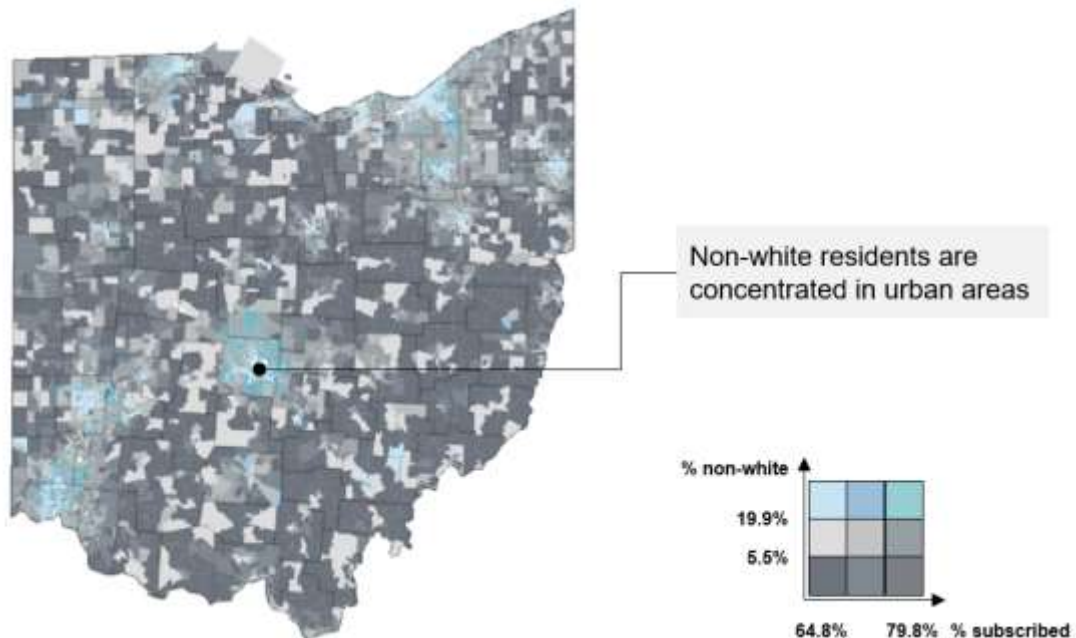 Non-white residents are
concentrated in urban areas
% non-white
19.9%
5.5%
64.8% 79.8% % subscribed